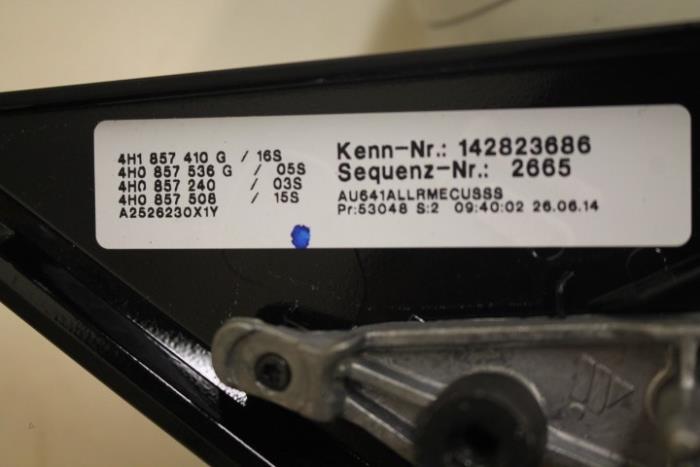 4H1 857 410 G / 16S
4H0 857 536 G / 05S
4H0 857 240 / 03S
4H0 857 508 / 15S
A2526230X1Y
Kenn-Nr.: 142823686
Sequenz-Nr.: 2665
AU641ALLRMECUSSS
Pr:53048 S:2 09:40:02 26.06.14